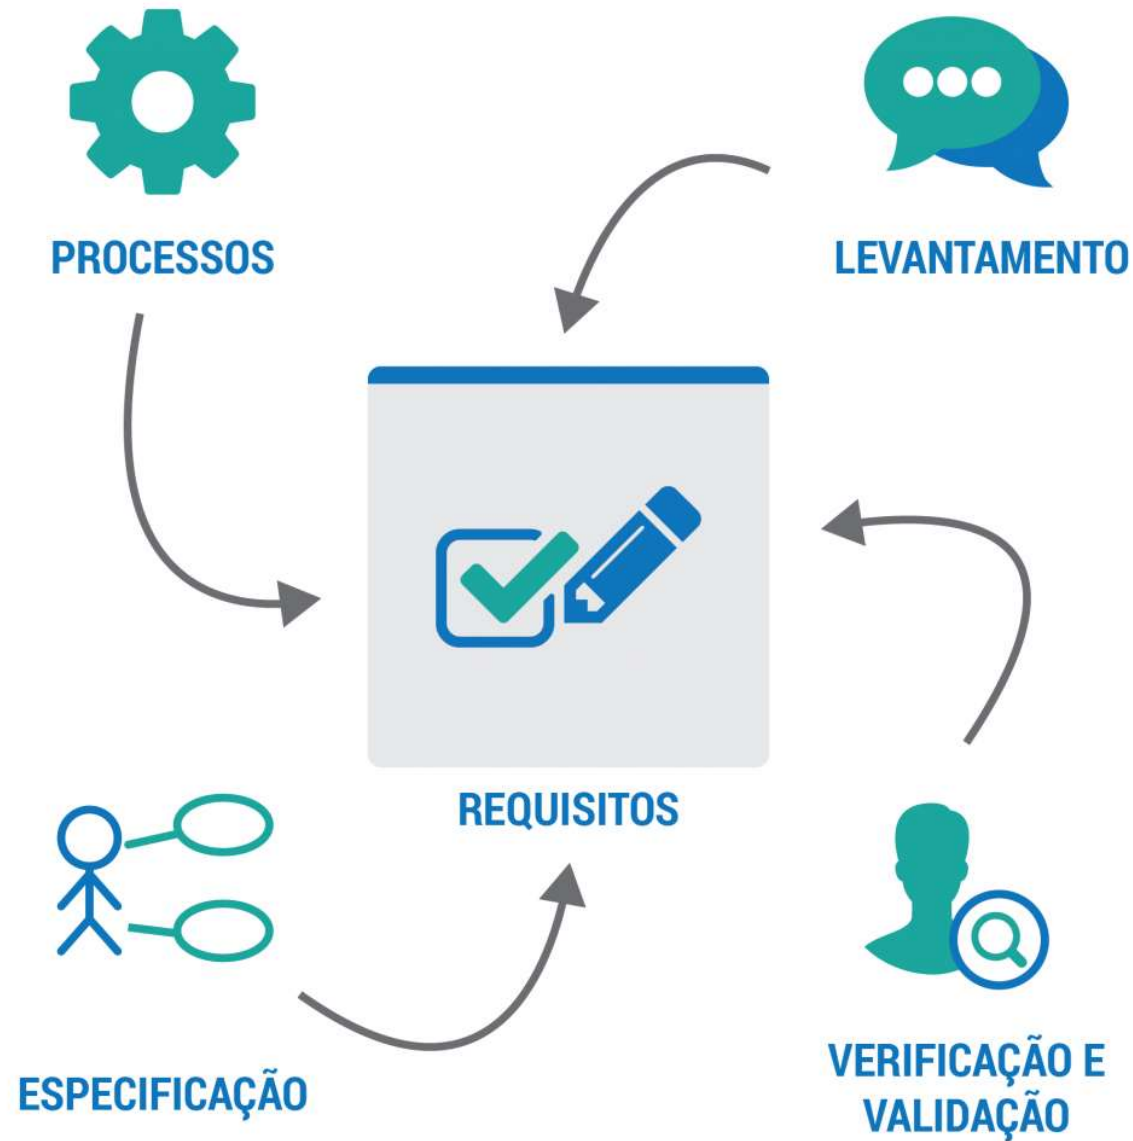 PROCESSOS
LEVANTAMENTO
REQUISITOS
ESPECIFICAÇÃO
VERIFICAÇÃO E
VALIDAÇÃO